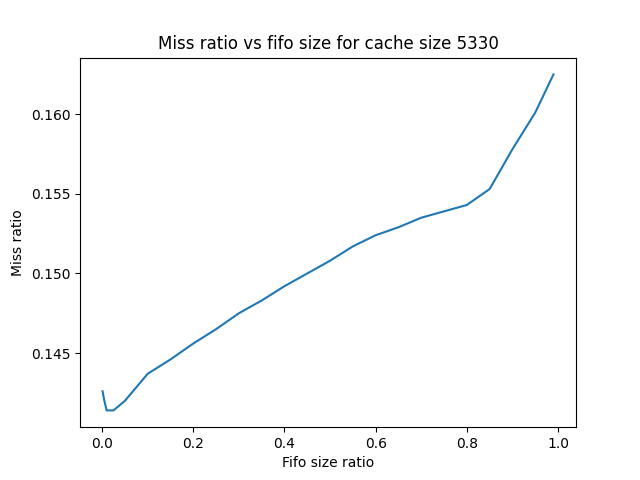 Miss ratio vs fifo size for cache size 5330
Miss ratio
0.160
0.155
0.150
0.145
0.0 0.2 0.4 0.6 0.8 1.0
Fifo size ratio